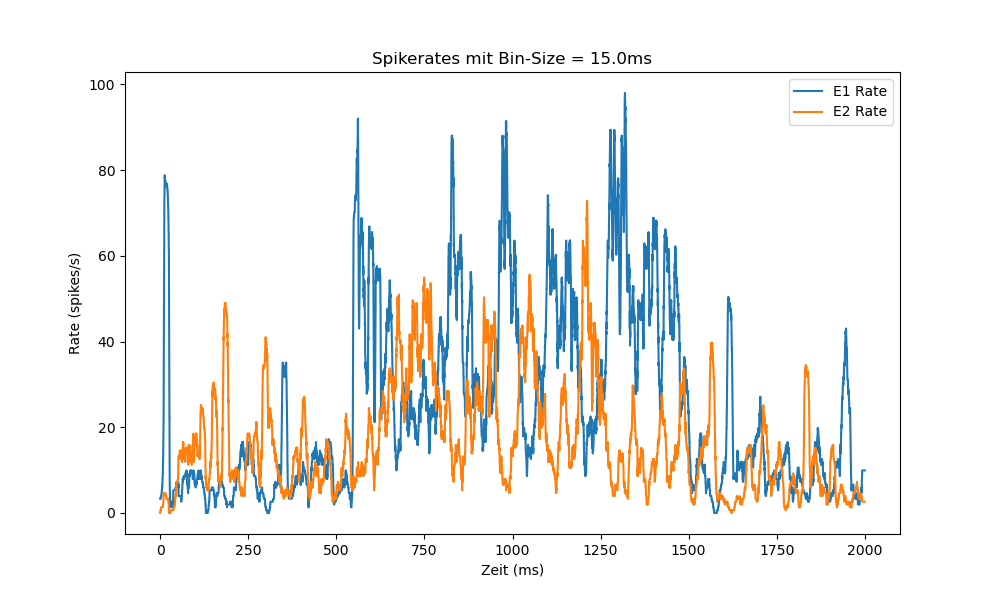 Spikerates mit Bin-Size = 15.0ms
E1 Rate
E2 Rate
100
80
60
40
20
0
Rate (spikes/s)
0 250 500 750 1000 1250 1500 1750 2000
Zeit (ms)